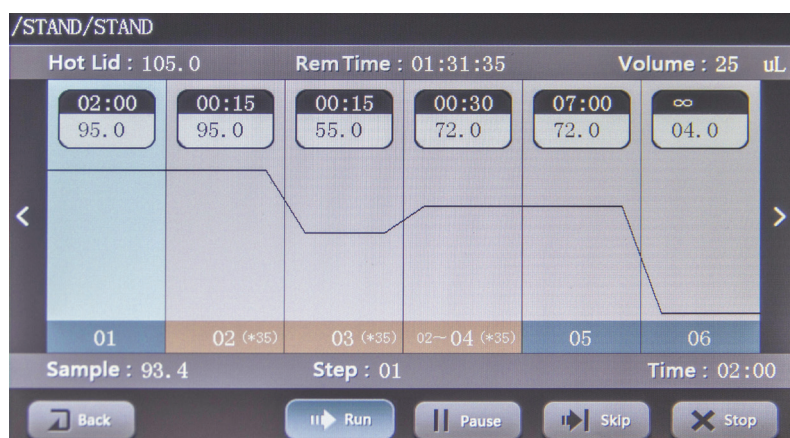 /STAND/STAND
Hot Lid : 105.0 Rem Time : 01:31:35 Volume : 25 uL
02:00 00:15 00:15 00:30 07:00 ∞
95.0 95.0 55.0 72.0 72.0 04.0
01 02 (*35) 03 (*35) 02~04 (*35) 05 06
Sample : 93.4 Step : 01 Time : 02:00
Back Run Pause Skip Stop